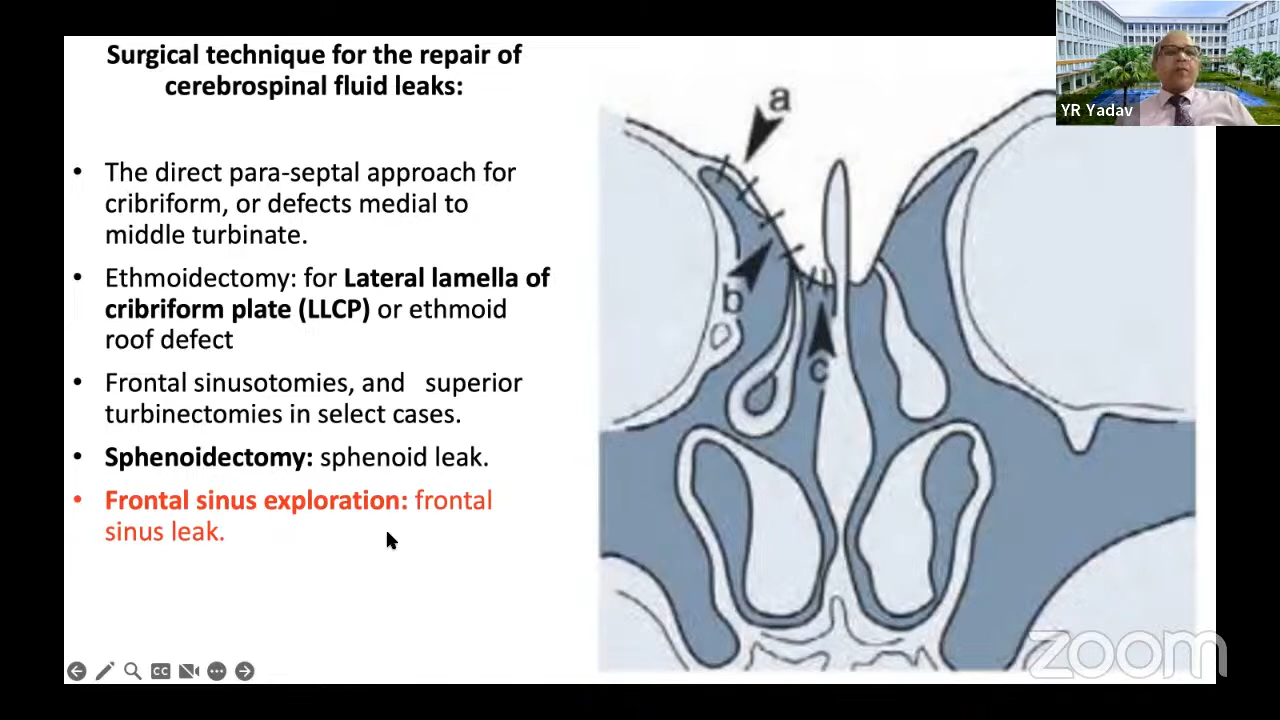 Surgical technique for the repair of
cerebrospinal fluid leaks:
• The direct para-septal approach for
cribriform, or defects medial to
middle turbinate.
• Ethmoidectomy: for Lateral lamella of
cribriform plate (LLCP) or ethmoid
roof defect
• Frontal sinusotomies, and superior
turbinectomies in select cases.
• Sphenoidectomy: sphenoid leak.
• Frontal sinus exploration: frontal
sinus leak.
a
b
c
YR Yadav
CC
zoom